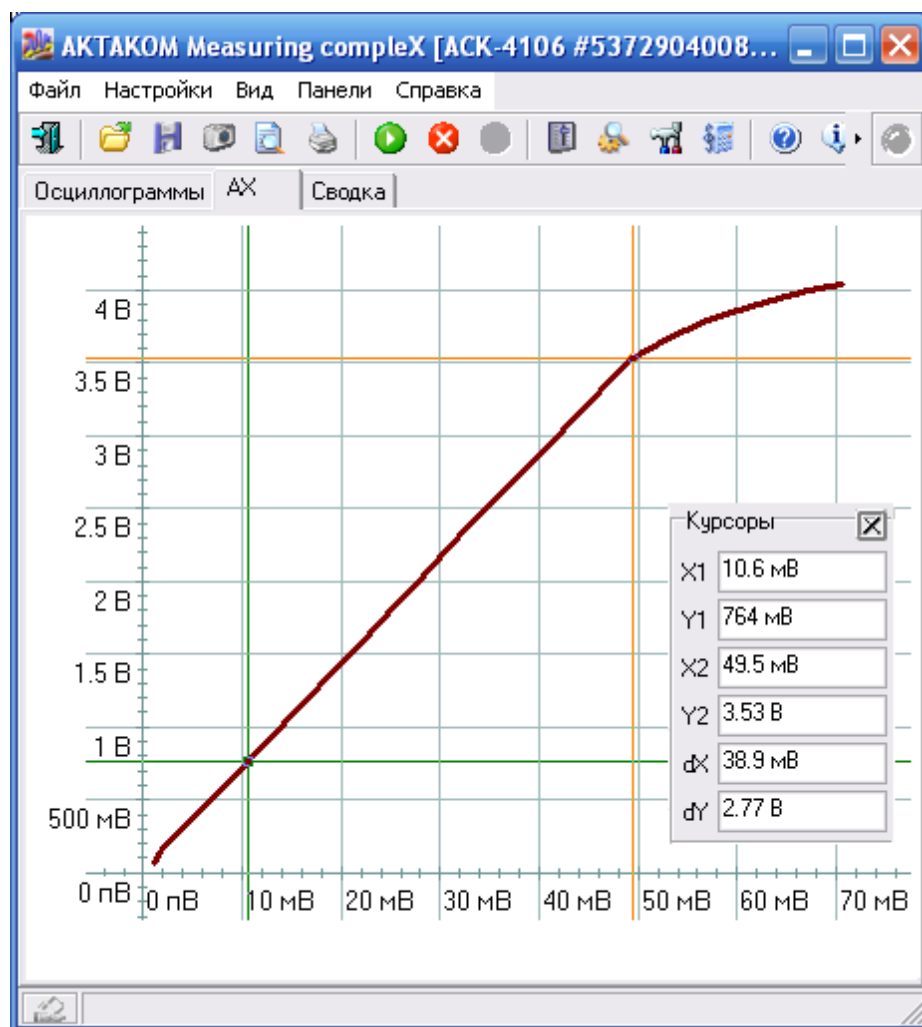 AKTAKOM Measuring compleX [ACK-4106 #5372904008...
Файл Настройки Вид Панели Справка
Осциллограммы АХ Сводка
4 В
3.5 В
3 В
2.5 В
2 В
1.5 В
1 В
500 мВ
0 пВ
0 пВ 10 мВ 20 мВ 30 мВ 40 мВ 50 мВ 60 мВ 70 мВ
Курсоры
X1 10.6 мВ
Y1 764 мВ
X2 49.5 мВ
Y2 3.53 В
dX 38.9 мВ
dY 2.77 В